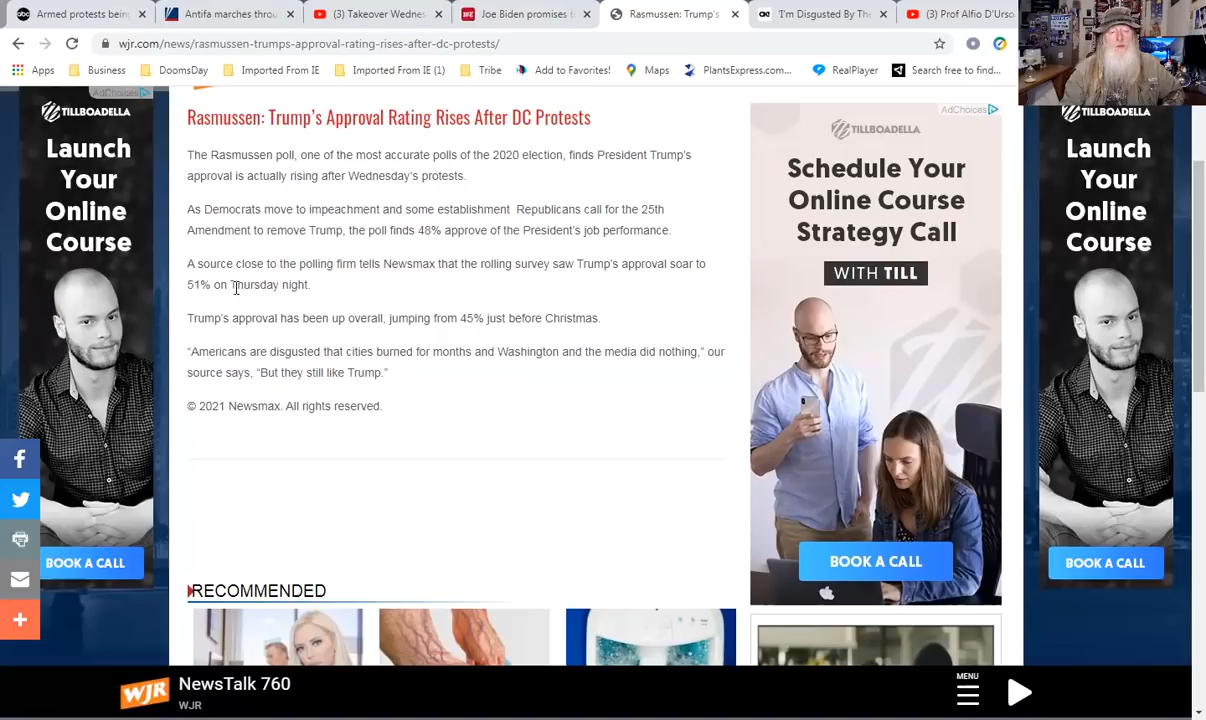 abc Armed protests bein
Antifa marches throu
(3) Takeover Wednes
Joe Biden promises t
Rasmussen: Trump's
OK! 'I'm Disgusted By The
(3) Prof Alfio D'Urso
wjr.com/news/rasmussen-trumps-approval-rating-rises-after-dc-protests/
Apps Business DoomsDay Imported From IE Imported From IE (1) Tribe Add to Favorites! Maps PlantsExpress.com... RealPlayer Search free to find...
AdChoices
TILLBOADELLA
Launch
Your
Online
Course
BOOK A CALL
Rasmussen: Trump's Approval Rating Rises After DC Protests
The Rasmussen poll, one of the most accurate polls of the 2020 election, finds President Trump's
approval is actually rising after Wednesday's protests.
As Democrats move to impeachment and some establishment Republicans call for the 25th
Amendment to remove Trump, the poll finds 48% approve of the President's job performance.
A source close to the polling firm tells Newsmax that the rolling survey saw Trump's approval soar to
51% on Thursday night.
Trump's approval has been up overall, jumping from 45% just before Christmas.
“Americans are disgusted that cities burned for months and Washington and the media did nothing,” our
source says, “But they still like Trump.”
© 2021 Newsmax. All rights reserved.
RECOMMENDED
AdChoices
TILLBOADELLA
Schedule Your
Online Course
Strategy Call
WITH TILL
BOOK A CALL
TILLBOADELLA
Launch
Your
Online
Course
BOOK A CALL
WJR
NewsTalk 760
WJR
MENU